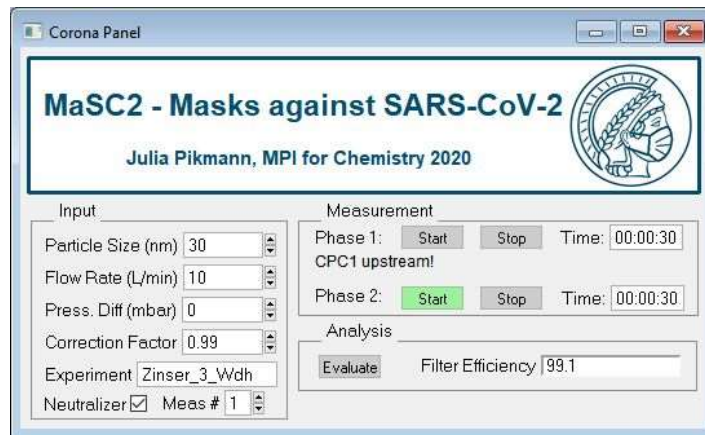 Corona Panel
MaSC2 - Masks against SARS-CoV-2
Julia Pikmann, MPI for Chemistry 2020
Input
Particle Size (nm) 30
Flow Rate (L/min) 10
Press. Diff (mbar) 0
Correction Factor 0.99
Experiment Zinser_3_Wdh
Neutralizer Meas # 1
Measurement
Phase 1: Start Stop Time: 00:00:30
CPC1 upstream!
Phase 2: Start Stop Time: 00:00:30
Analysis
Evaluate Filter Efficiency 99.1